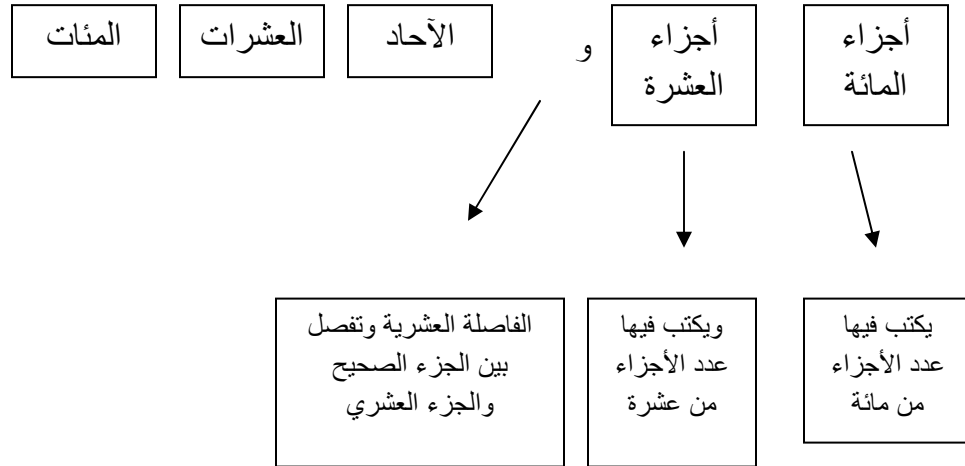 أجزاء
المائة
أجزاء
العشرة
و
الآحاد
العشرات
المئات
يكتب فيها
عدد الأجزاء
من مائة
ويكتب فيها
عدد الأجزاء
من عشرة
الفاصلة العشرية وتفصل
بين الجزء الصحيح
والجزء العشري